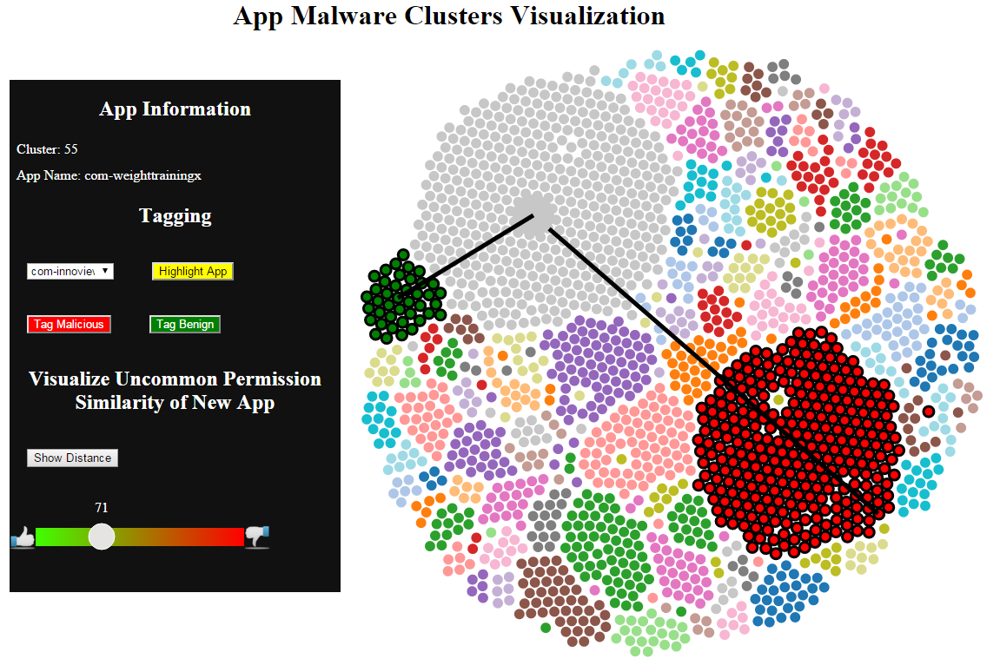 App Malware Clusters Visualization
App Information
Cluster: 55
App Name: com-weighttrainingx
Tagging
com-innoview
Highlight App
Tag Malicious
Tag Benign
Visualize Uncommon Permission
Similarity of New App
Show Distance
71